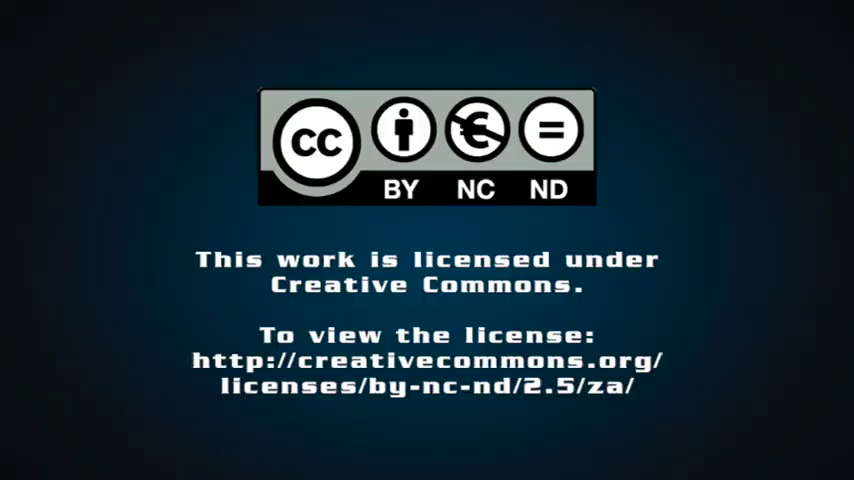 cc
BY NC ND
This work is licensed under
Creative Commons.
To view the license:
http://creativecommons.org/
licenses/by-nc-nd/2.5/za/